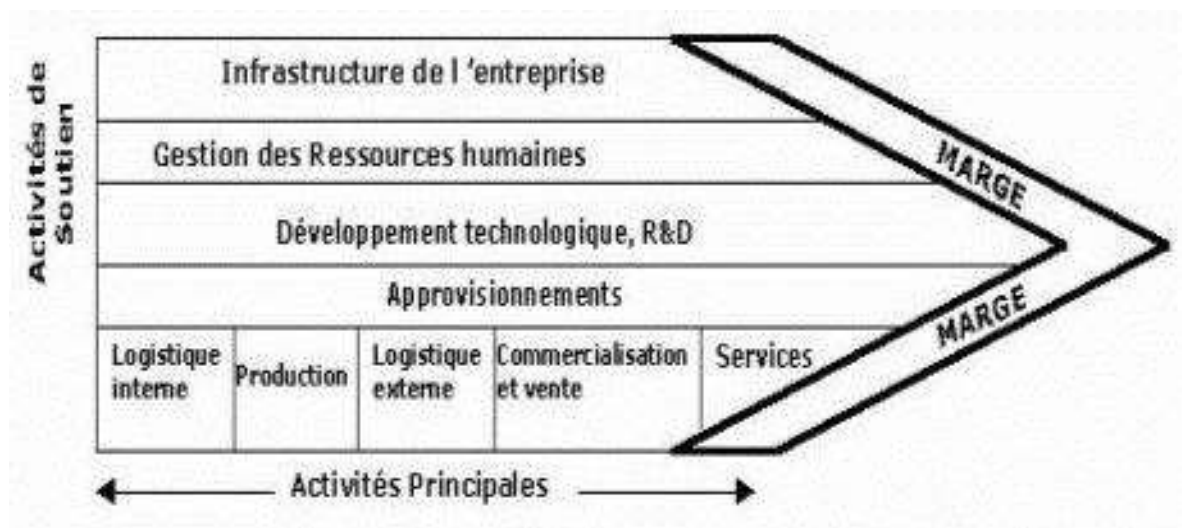 Activités de
Soutien
Infrastructure de l 'entreprise
Gestion des Ressources humaines
Développement technologique, R&D
Approvisionnements
Logistique
interne
Production
Logistique
externe
Commercialisation
et vente
Services
MARGE
MARGE
Activités Principales